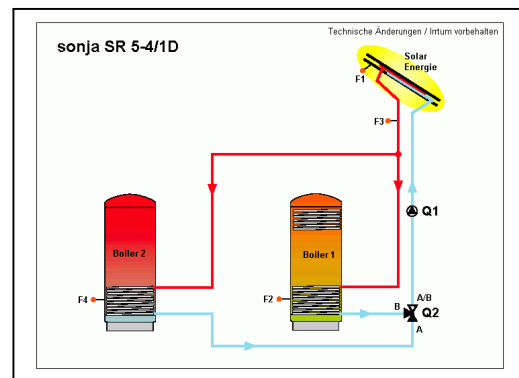 Technische Änderungen / Irrtum vorbehalten
sonja SR 5-4/1D
Solar
Energie
F1
F3
Q1
Boiler 2
Boiler 1
F4
F2
A/B
B
Q2
A